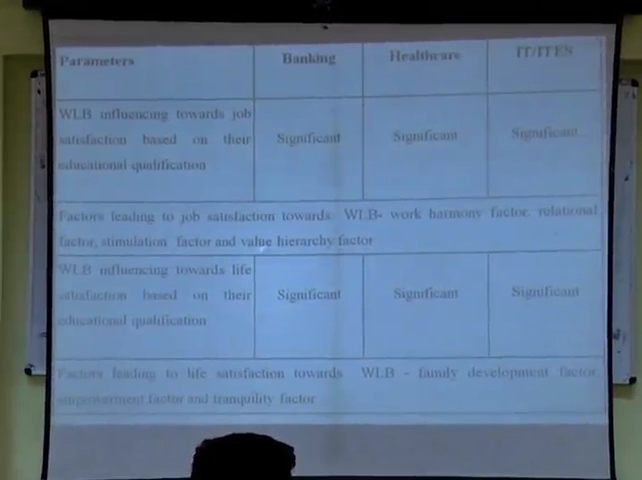 Parameters Banking Healthcare IT/ITES
WLB influencing towards job
satisfaction based on their Significant Significant Significant
educational qualification
Factors leading to job satisfaction towards WLB- work harmony factor, relational
factor, stimulation factor and value hierarchy factor
WLB influencing towards life
satisfaction based on their Significant Significant Significant
educational qualification
Factors leading to life satisfaction towards WLB - family development factor,
empowerment factor and tranquility factor